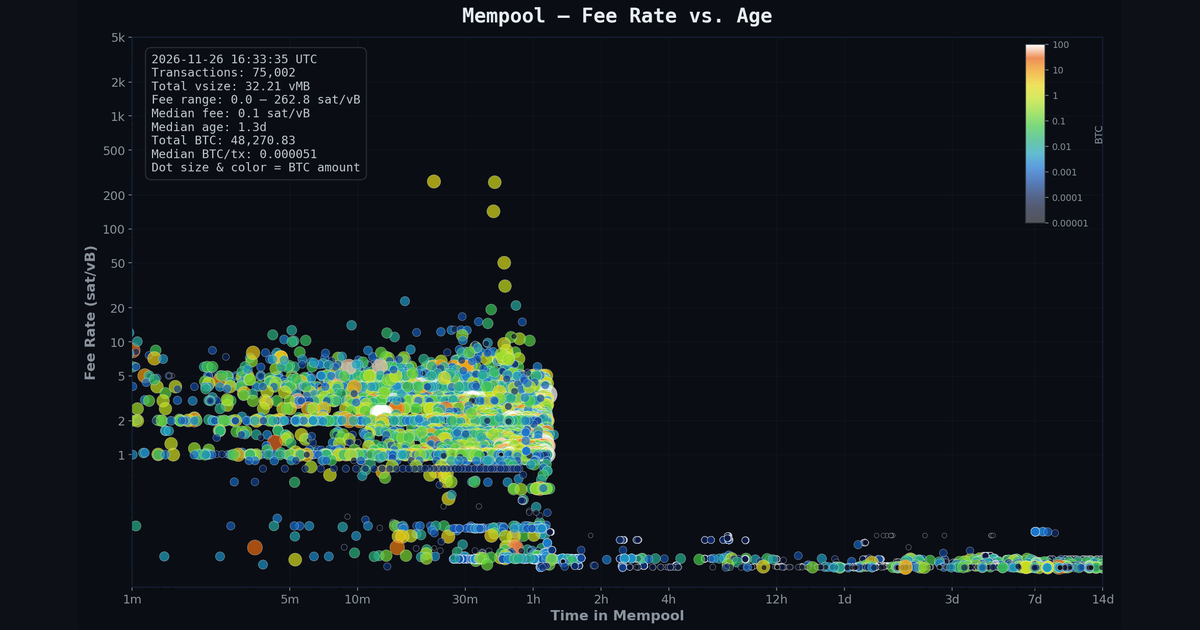 Mempool — Fee Rate vs. Age
5k
2k
1k
500
200
100
50
20
10
5
2
1
Fee Rate (sat/vB)
2026-11-26 16:33:35 UTC
Transactions: 75,002
Total vsize: 32.21 vMB
Fee range: 0.0 — 262.8 sat/vB
Median fee: 0.1 sat/vB
Median age: 1.3d
Total BTC: 48,270.83
Median BTC/tx: 0.000051
Dot size & color = BTC amount
100
10
1
0.1
0.01
0.001
0.0001
0.00001
BTC
1m 5m 10m 30m 1h 2h 4h 12h 1d 3d 7d 14d
Time in Mempool